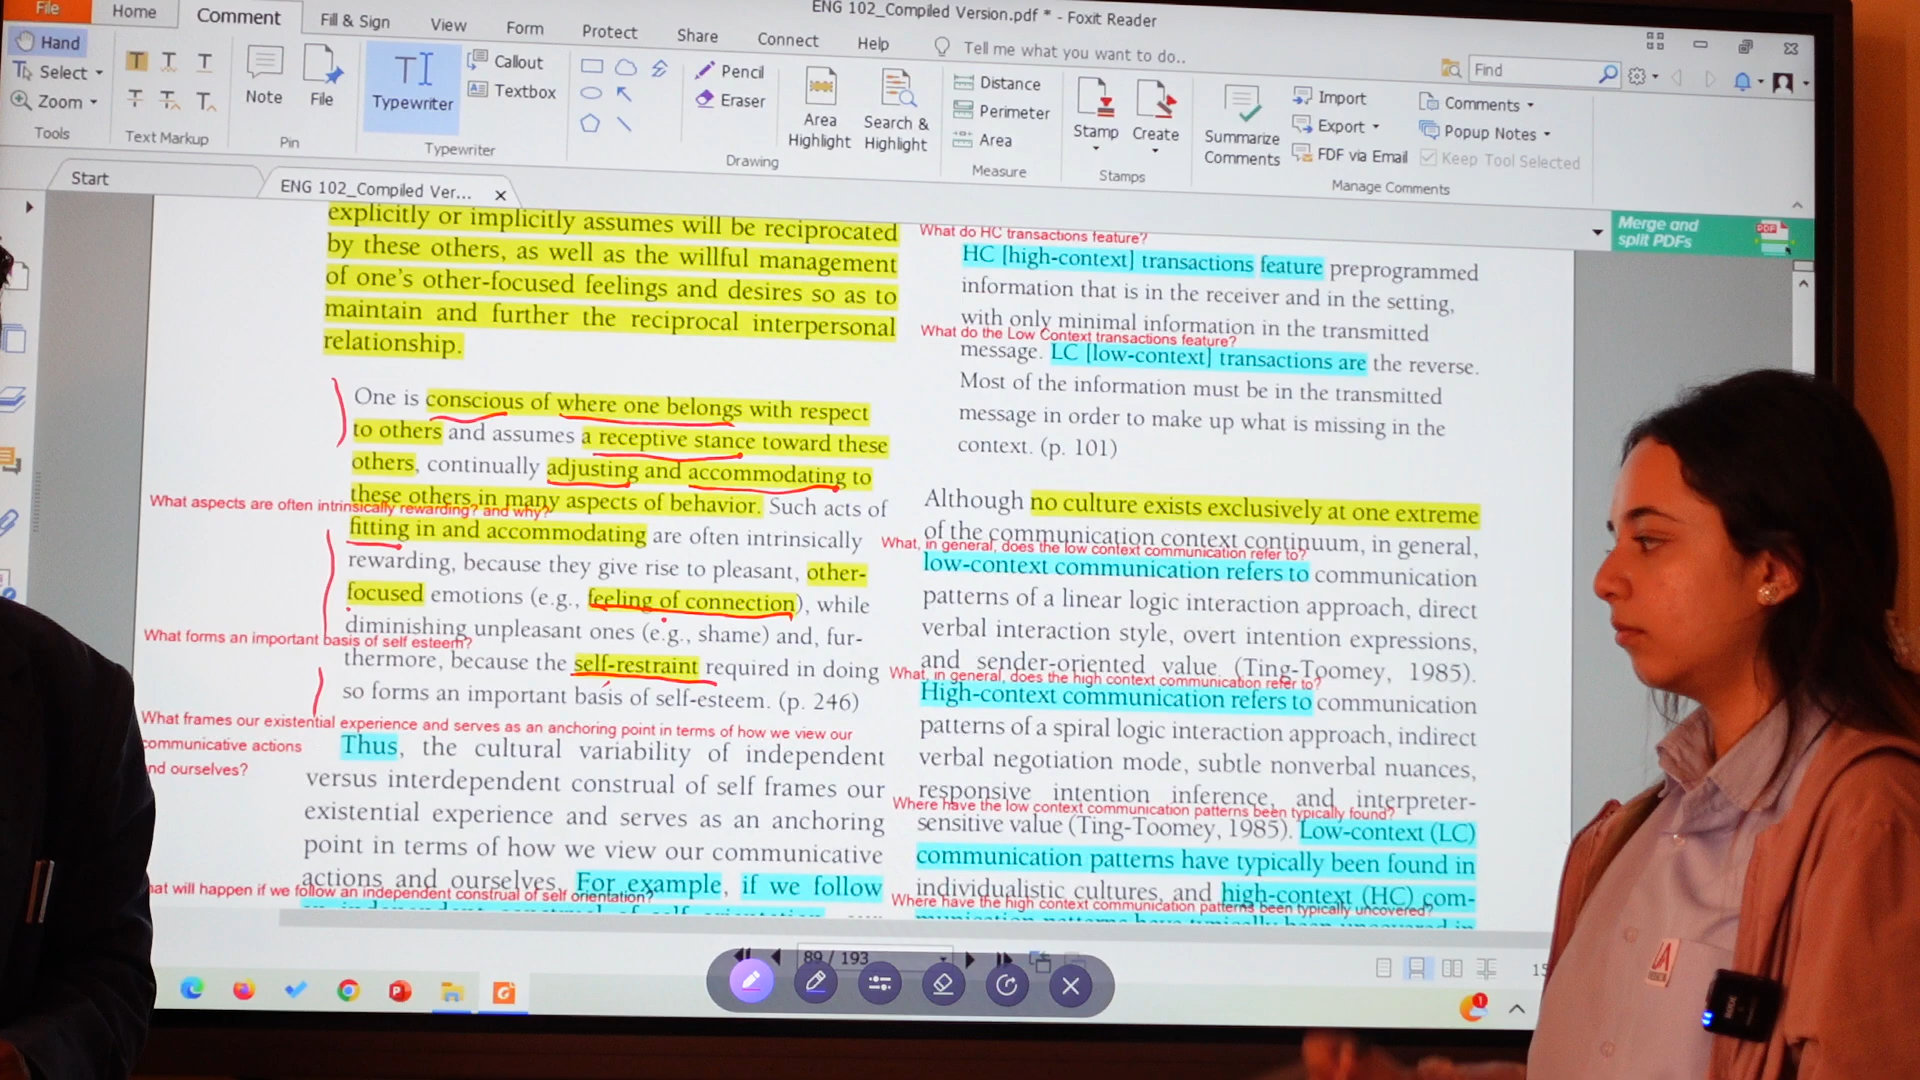 ENG 102_Compiled Version.pdf * - Foxit Reader
File Home Comment Fill & Sign View Form Protect Share Connect Help Tell me what you want to do..
Find
Hand
Select
Zoom
Tools
Text Markup
Note
File
Pin
Typewriter
Callout
Textbox
Typewriter
Pencil
Eraser
Area Highlight
Search & Highlight
Drawing
Distance
Perimeter
Area
Measure
Stamp
Create
Stamps
Summarize Comments
Import
Export
FDF via Email
Comments
Popup Notes
Keep Tool Selected
Manage Comments
Start
ENG 102_Compiled Ver...
Merge and
split PDFs
PDF
explicitly or implicitly assumes will be reciprocated
by these others, as well as the willful management
of one's other-focused feelings and desires so as to
maintain and further the reciprocal interpersonal
relationship.
One is conscious of where one belongs with respect
to others and assumes a receptive stance toward these
others, continually adjusting and accommodating to
these others in many aspects of behavior. Such acts of
What aspects are often intrinsically rewarding? and why?
fitting in and accommodating are often intrinsically
rewarding, because they give rise to pleasant, other-
focused emotions (e.g., feeling of connection), while
diminishing unpleasant ones (e.g., shame) and, fur-
What forms an important basis of self esteem?
thermore, because the self-restraint required in doing
so forms an important basis of self-esteem. (p. 246)
What frames our existential experience and serves as an anchoring point in terms of how we view our
communicative actions
nd ourselves?
Thus, the cultural variability of independent
versus interdependent construal of self frames our
existential experience and serves as an anchoring
point in terms of how we view our communicative
actions and ourselves. For example, if we follow
hat will happen if we follow an independent construal of self orientation?
What do HC transactions feature?
HC [high-context] transactions feature preprogrammed
information that is in the receiver and in the setting,
with only minimal information in the transmitted
What do the Low Context transactions feature?
message. LC [low-context] transactions are the reverse.
Most of the information must be in the transmitted
message in order to make up what is missing in the
context. (p. 101)
Although no culture exists exclusively at one extreme
of the communication context continuum, in general,
What, in general, does the low context communication refer to?
low-context communication refers to communication
patterns of a linear logic interaction approach, direct
verbal interaction style, overt intention expressions,
and sender-oriented value (Ting-Toomey, 1985).
What, in general, does the high context communication refer to?
High-context communication refers to communication
patterns of a spiral logic interaction approach, indirect
verbal negotiation mode, subtle nonverbal nuances,
responsive intention inference, and interpreter-
Where have the low context communication patterns been typically found?
sensitive value (Ting-Toomey, 1985). Low-context (LC)
communication patterns have typically been found in
individualistic cultures, and high-context (HC) com-
Where have the high context communication patterns been typically uncovered?
munication patterns have typically been uncovered in
89 / 193